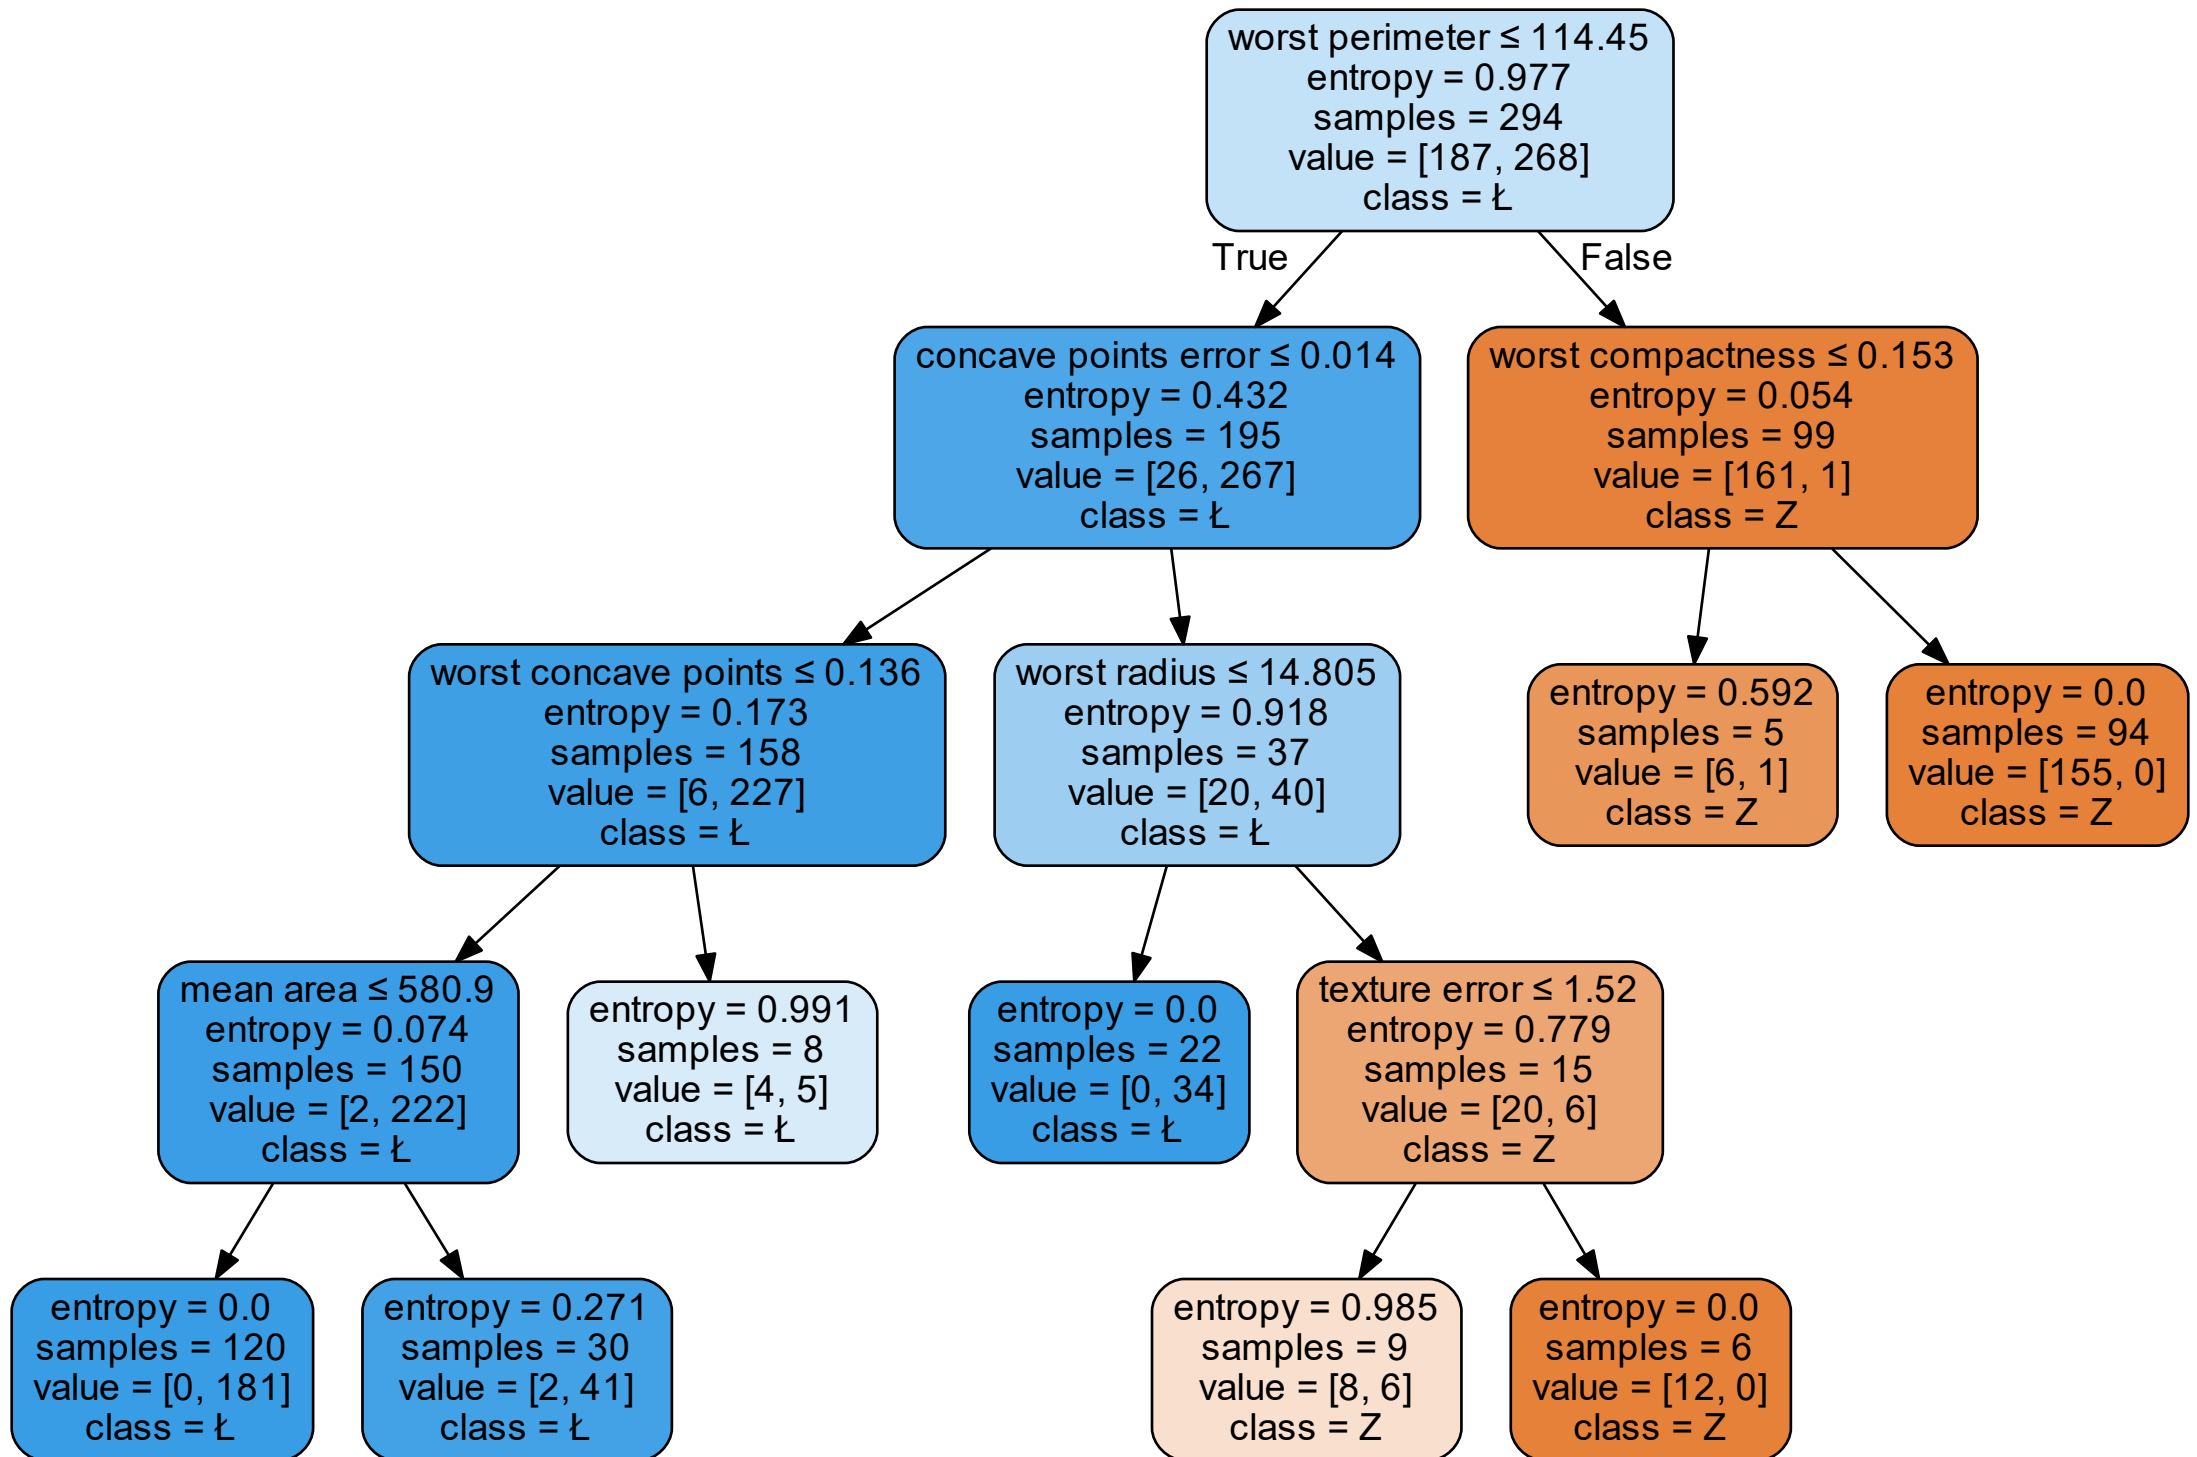 worst perimeter ≤ 114.45
entropy = 0.977
samples = 294
value = [187, 268]
class = Ł
True
False
concave points error ≤ 0.014
entropy = 0.432
samples = 195
value = [26, 267]
class = Ł
worst compactness ≤ 0.153
entropy = 0.054
samples = 99
value = [161, 1]
class = Z
worst concave points ≤ 0.136
entropy = 0.173
samples = 158
value = [6, 227]
class = Ł
worst radius ≤ 14.805
entropy = 0.918
samples = 37
value = [20, 40]
class = Ł
entropy = 0.592
samples = 5
value = [6, 1]
class = Z
entropy = 0.0
samples = 94
value = [155, 0]
class = Z
mean area ≤ 580.9
entropy = 0.074
samples = 150
value = [2, 222]
class = Ł
entropy = 0.991
samples = 8
value = [4, 5]
class = Ł
entropy = 0.0
samples = 22
value = [0, 34]
class = Ł
texture error ≤ 1.52
entropy = 0.779
samples = 15
value = [20, 6]
class = Z
entropy = 0.0
samples = 120
value = [0, 181]
class = Ł
entropy = 0.271
samples = 30
value = [2, 41]
class = Ł
entropy = 0.985
samples = 9
value = [8, 6]
class = Z
entropy = 0.0
samples = 6
value = [12, 0]
class = Z